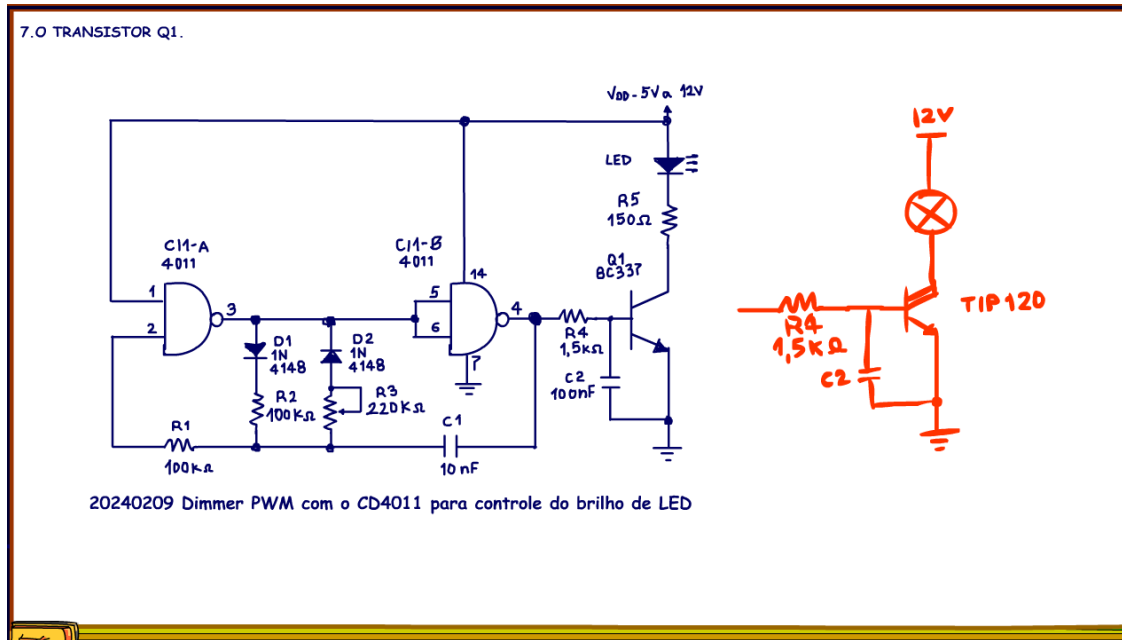 7.O TRANSISTOR Q1.
VDD - 5V a 12V
LED
R5
150Ω
Q1
BC337
CI1-A
4011
1
2
3
CI1-B
4011
14
5
6
4
7
D1
1N
4148
D2
1N
4148
R2
100KΩ
R3
220KΩ
R1
100KΩ
C1
10nF
R4
1,5KΩ
C2
100nF
12V
TIP120
R4
1,5KΩ
C2
20240209 Dimmer PWM com o CD4011 para controle do brilho de LED